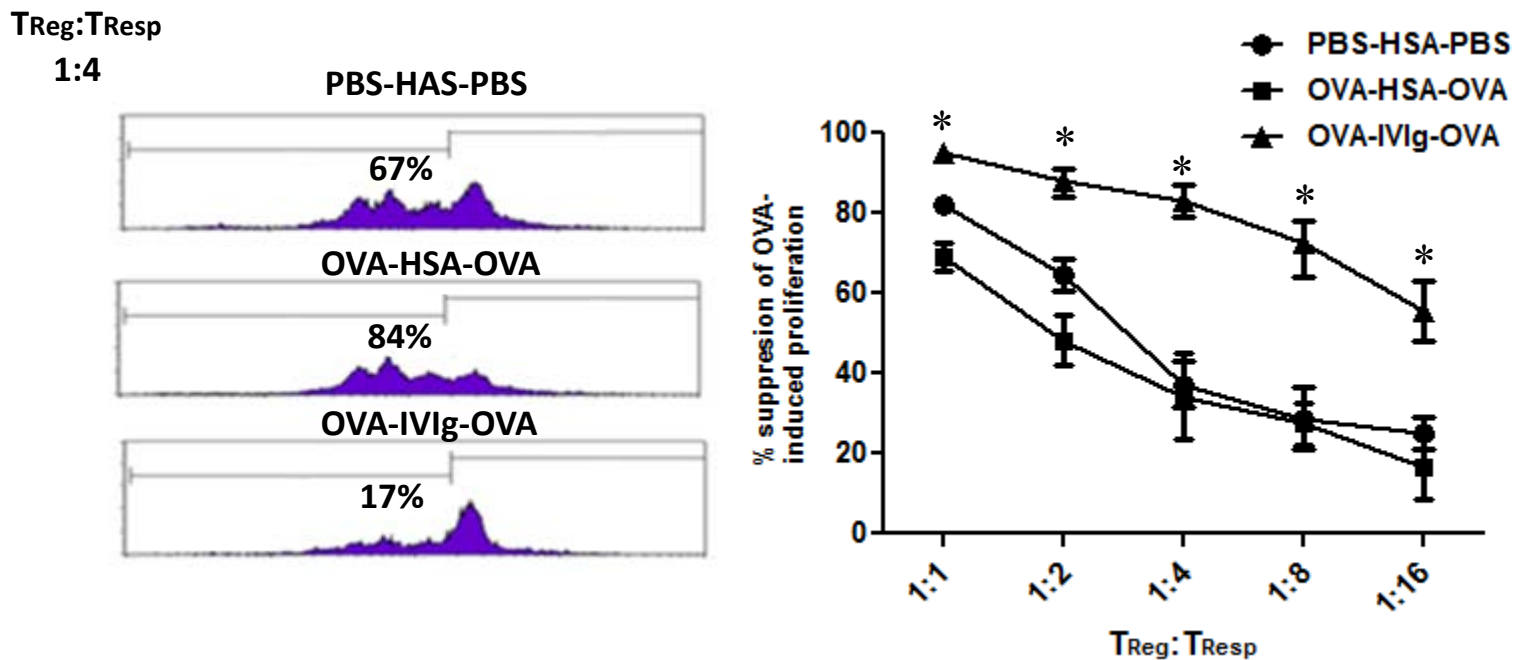 TReg:TResp
1:4
PBS-HAS-PBS
67%
OVA-HSA-OVA
84%
OVA-IVIg-OVA
17%
PBS-HSA-PBS
OVA-HSA-OVA
OVA-IVIg-OVA
% suppresion of OVA-
induced proliferation
100
80
60
40
20
0
* * * * *
1:1 1:2 1:4 1:8 1:16
TReg:TResp